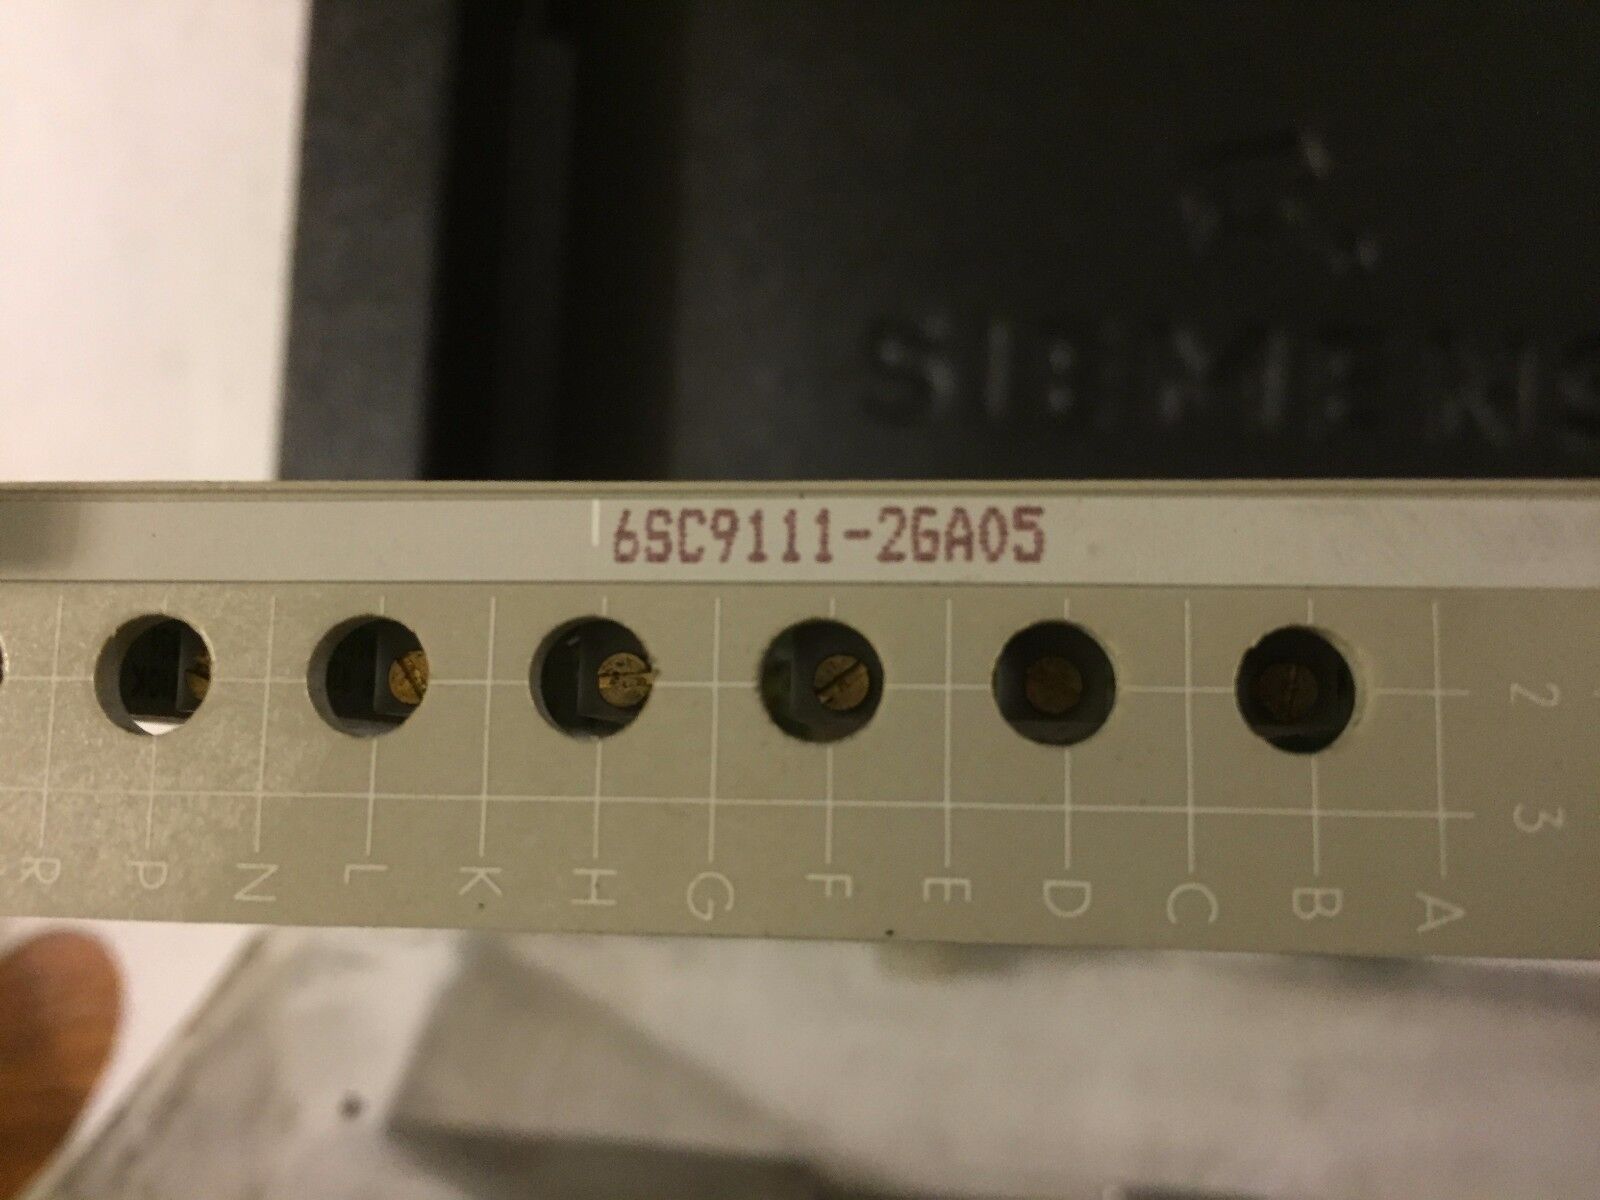 SIEMENS
6SC9111-2GA05
2
3
R P N L K H G F E D C B A